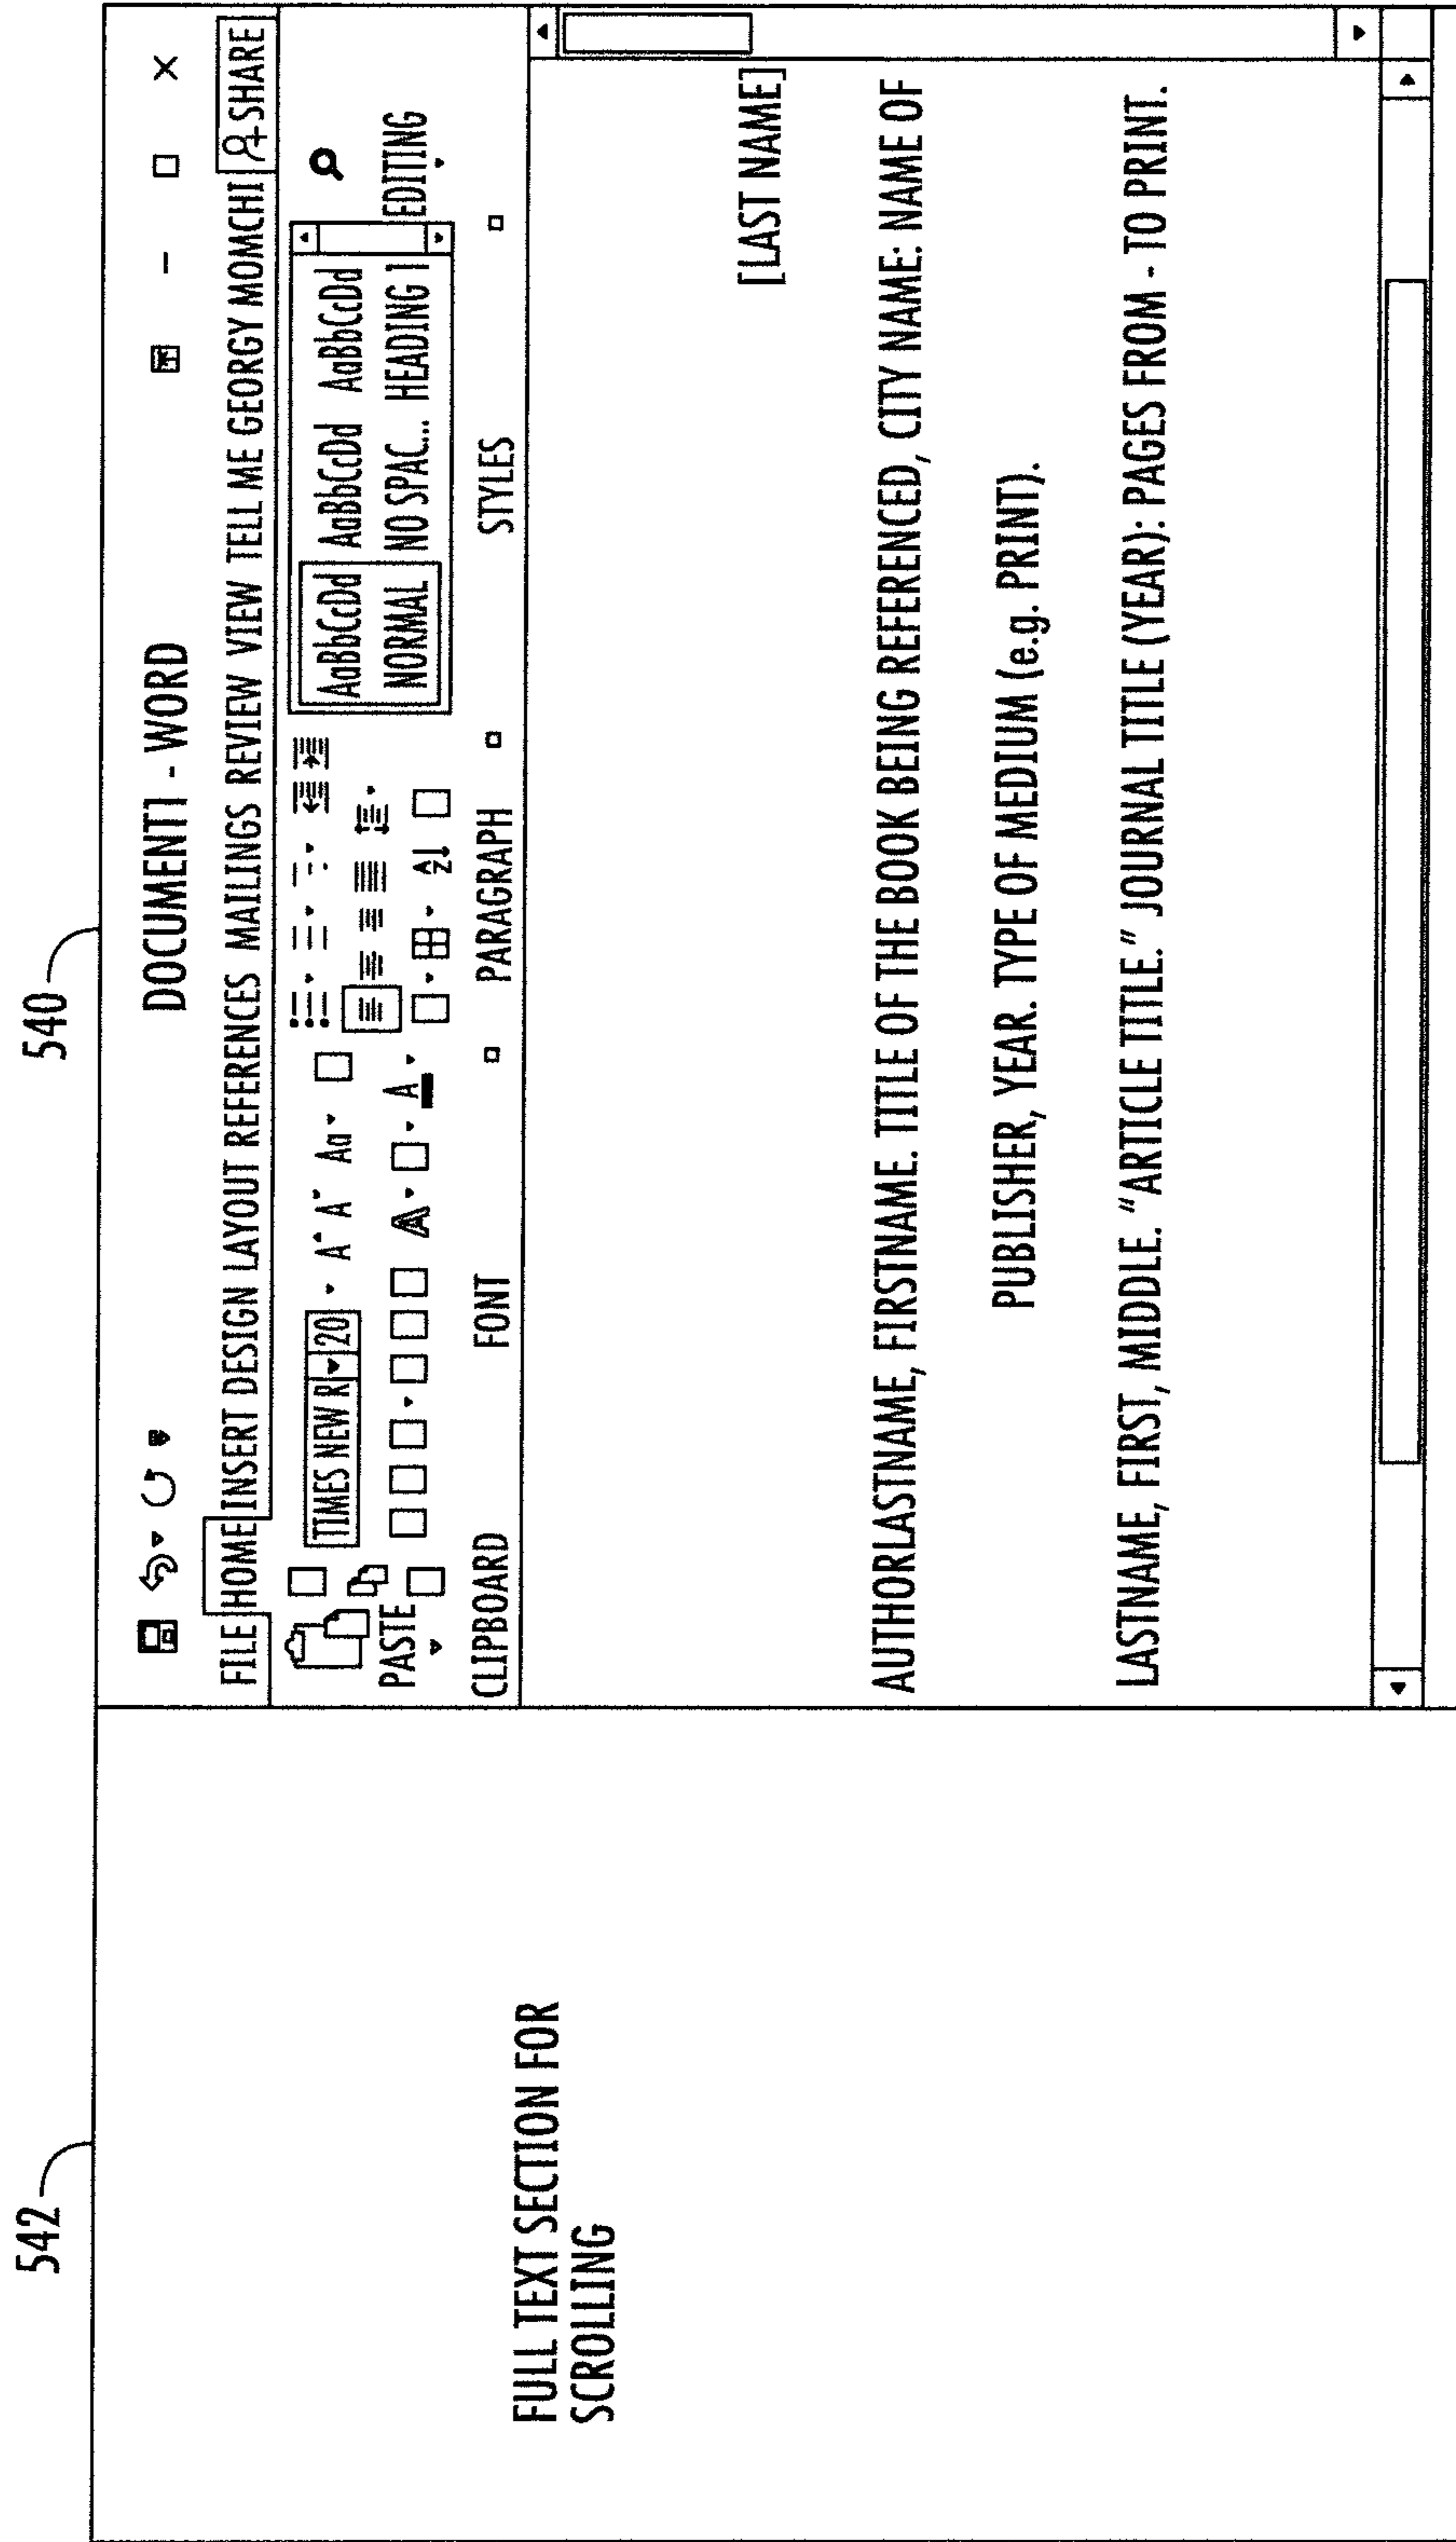 542
540
FULL TEXT SECTION FOR
SCROLLING
DOCUMENT1 - WORD
FILE HOME INSERT DESIGN LAYOUT REFERENCES MAILINGS REVIEW VIEW TELL ME GEORGY MOMCHI SHARE
TIMES NEW R 20 A A Aa AaBbCcDd AaBbCcDd AaBbCcDd
PASTE A A A Z NORMAL NO SPAC... HEADING 1 EDITING
CLIPBOARD FONT PARAGRAPH STYLES
[LAST NAME]
AUTHORLASTNAME, FIRSTNAME. TITLE OF THE BOOK BEING REFERENCED, CITY NAME: NAME OF
PUBLISHER, YEAR. TYPE OF MEDIUM (e.g. PRINT).
LASTNAME, FIRST, MIDDLE. "ARTICLE TITLE." JOURNAL TITLE (YEAR): PAGES FROM - TO PRINT.